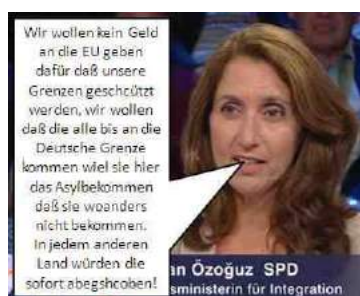 Wir wollen kein Geld
an die EU geben
dafür daß unsere
Grenzen geschcützt
werden, wir wollen
daß die alle bis an die
Deutsche Grenze
kommen wiel sie hier
das Asylbekommen
daß sie woanders
nicht bekommen.
In jedem anderen
Land würden die
sofort abegshcoben!
an Özoğuz SPD
sministerin für Integration